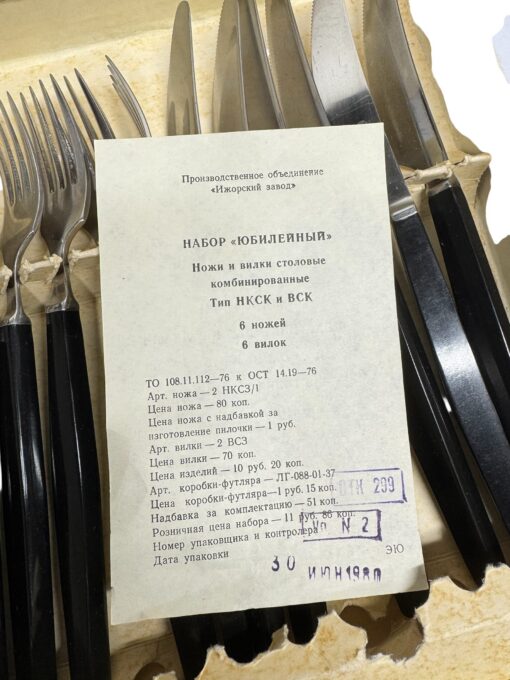 Производственное объединение
«Ижорский завод»
НАБОР «ЮБИЛЕЙНЫЙ»
Ножи и вилки столовые
комбинированные
Тип НКСК и ВСК
6 ножей
6 вилок
ТО 108.11.112—76 к ОСТ 14.19—76
Арт. ножа — 2 НКСЗ/1
Цена ножа — 80 коп.
Цена ножа с надбавкой за
изготовление пилочки — 1 руб.
Арт. вилки — 2 ВСЗ
Цена вилки — 70 коп.
Цена изделий — 10 руб. 20 коп.
Арт. коробки-футляра — ЛГ-088-01-37
Цена коробки-футляра—1 руб. 15 коп.
ОТК 299
Надбавка за комплектацию — 51 коп.
Розничная цена набора — 11 руб. 86 коп.
Номер упаковщика и контролера
Уп N 2
Дата упаковки
ЭЮ
30 ИЮН 1980